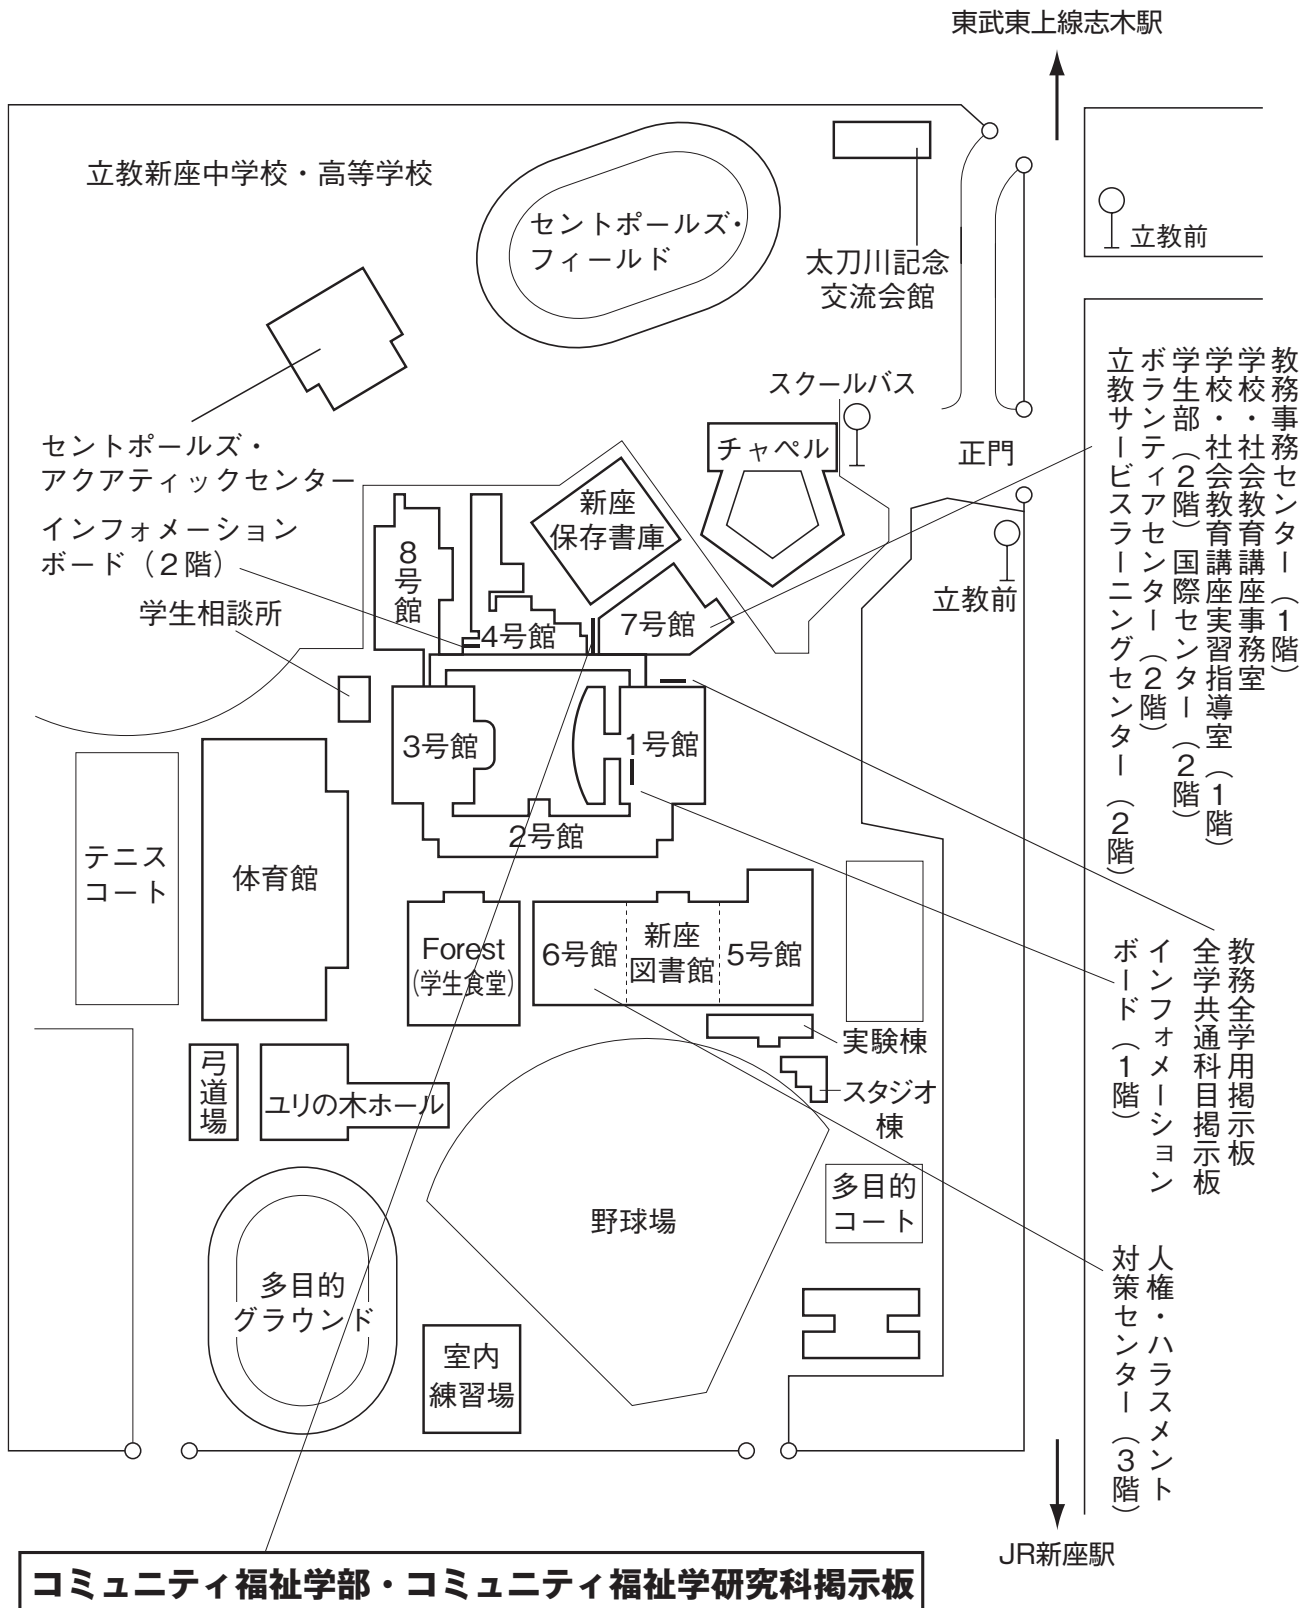 東武東上線志木駅
立教新座中学校・高等学校
セントポールズ・
フィールド
太刀川記念
交流会館
立教前
スクールバス
チャペル
正門
セントポールズ・
アクアティックセンター
インフォメーション
ボード（2階）
学生相談所
新座
保存書庫
8号館
4号館
7号館
立教前
教務事務センター（1階）
学校・社会教育講座事務室
学校・社会教育講座実習指導室（1階）
学生部（2階）国際センター（2階）
ボランティアセンター（2階）
立教サービスラーニングセンター（2階）
3号館
1号館
2号館
テニス
コート
体育館
Forest
(学生食堂)
6号館
新座
図書館
5号館
教務全学用掲示板
全学共通科目掲示板
インフォメーション
ボード（1階）
実験棟
スタジオ
棟
弓道場
ユリの木ホール
多目的
コート
野球場
多目的
グラウンド
室内
練習場
人権・ハラスメント
対策センター（3階）
JR新座駅
コミュニティ福祉学部・コミュニティ福祉学研究科掲示板